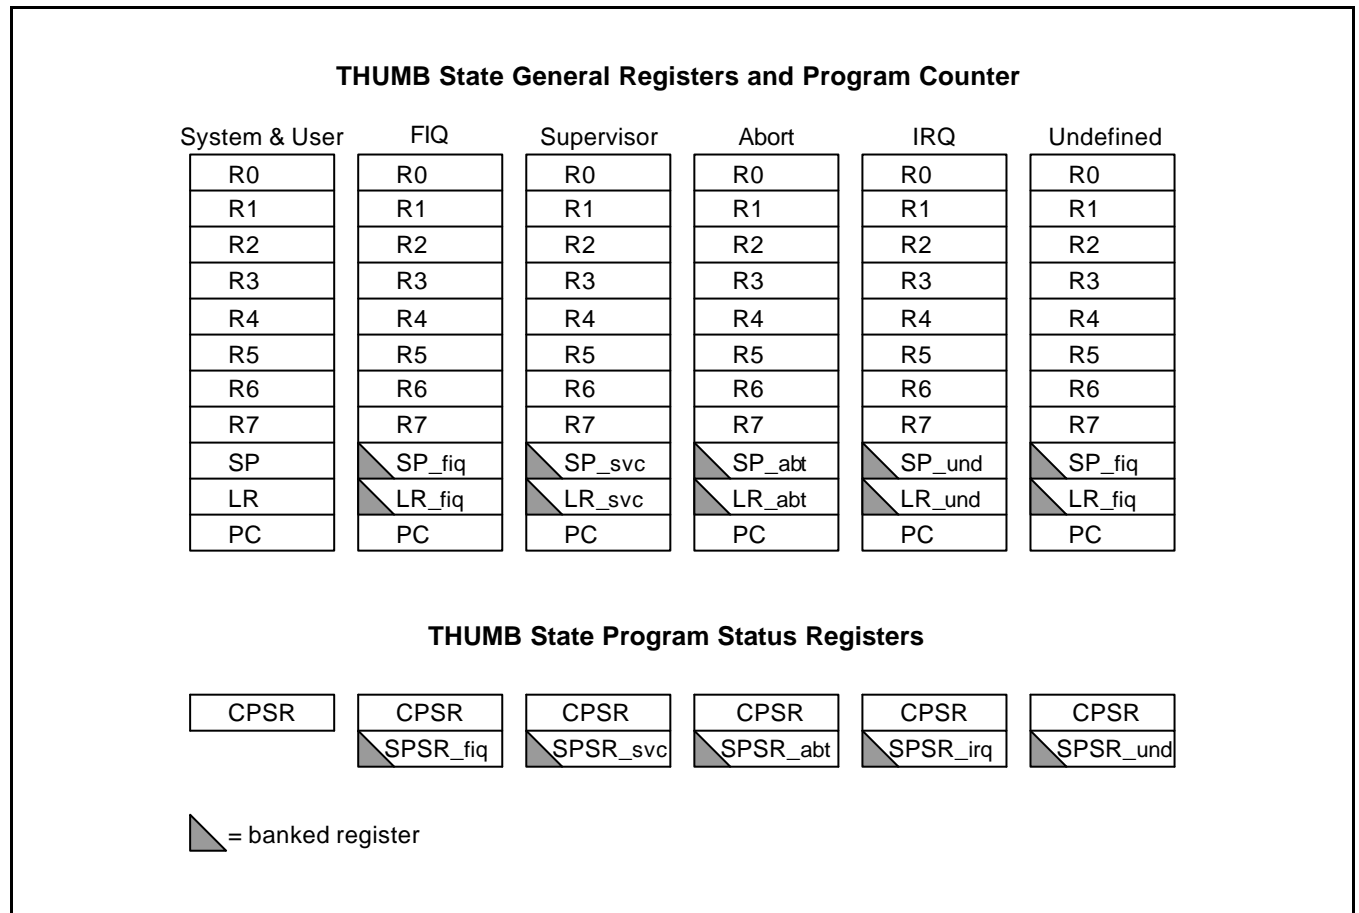 THUMB State General Registers and Program Counter
System & User FIQ Supervisor Abort IRQ Undefined
R0 R0 R0 R0 R0 R0
R1 R1 R1 R1 R1 R1
R2 R2 R2 R2 R2 R2
R3 R3 R3 R3 R3 R3
R4 R4 R4 R4 R4 R4
R5 R5 R5 R5 R5 R5
R6 R6 R6 R6 R6 R6
R7 R7 R7 R7 R7 R7
SP SP_fiq SP_svc SP_abt SP_und SP_fiq
LR LR_fiq LR_svc LR_abt LR_und LR_fiq
PC PC PC PC PC PC
THUMB State Program Status Registers
CPSR CPSR CPSR CPSR CPSR CPSR
SPSR_fiq SPSR_svc SPSR_abt SPSR_irq SPSR_und
= banked register